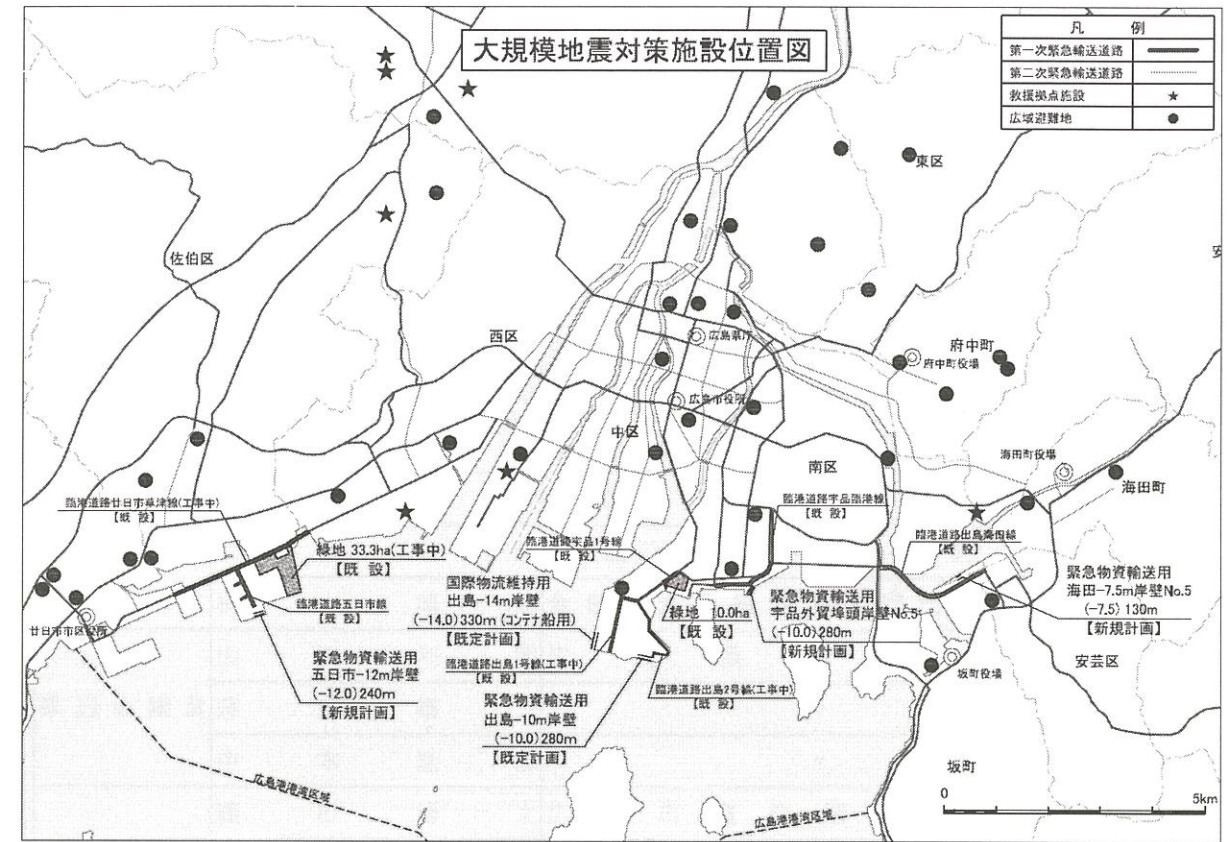 大規模地震対策施設位置図
凡 例
第一次緊急輸送道路
第二次緊急輸送道路
救援拠点施設
★
広域避難地
●
東区
安
佐伯区
西区
広島県庁
府中町
府中町役場
広島市役所
中区
南区
海田町役場
海田町
臨港道路廿日市草津線(工事中)
【既 設】
臨港道路宇品臨港線
【既 設】
臨港道路宇品1号線
【既 設】
臨港道路出島海田線
【既 設】
緑地 33.3ha(工事中)
【既 設】
臨港道路五日市線
【既 設】
国際物流維持用
出島-14m岸壁
(-14.0)330m (コンテナ船用)
【既定計画】
緑地 10.0ha
【既 設】
緊急物資輸送用
宇品外貿埠頭岸壁No.5
(-10.0)280m
【新規計画】
緊急物資輸送用
海田-7.5m岸壁No.5
(-7.5)130m
【新規計画】
廿日市市区役所
臨港道路出島1号線(工事中)
【既 設】
臨港道路出島2号線(工事中)
【既 設】
坂町役場
安芸区
緊急物資輸送用
五日市-12m岸壁
(-12.0)240m
【新規計画】
緊急物資輸送用
出島-10m岸壁
(-10.0)280m
【既定計画】
坂町
広島港港湾区域
広島港港湾区域
0
5km